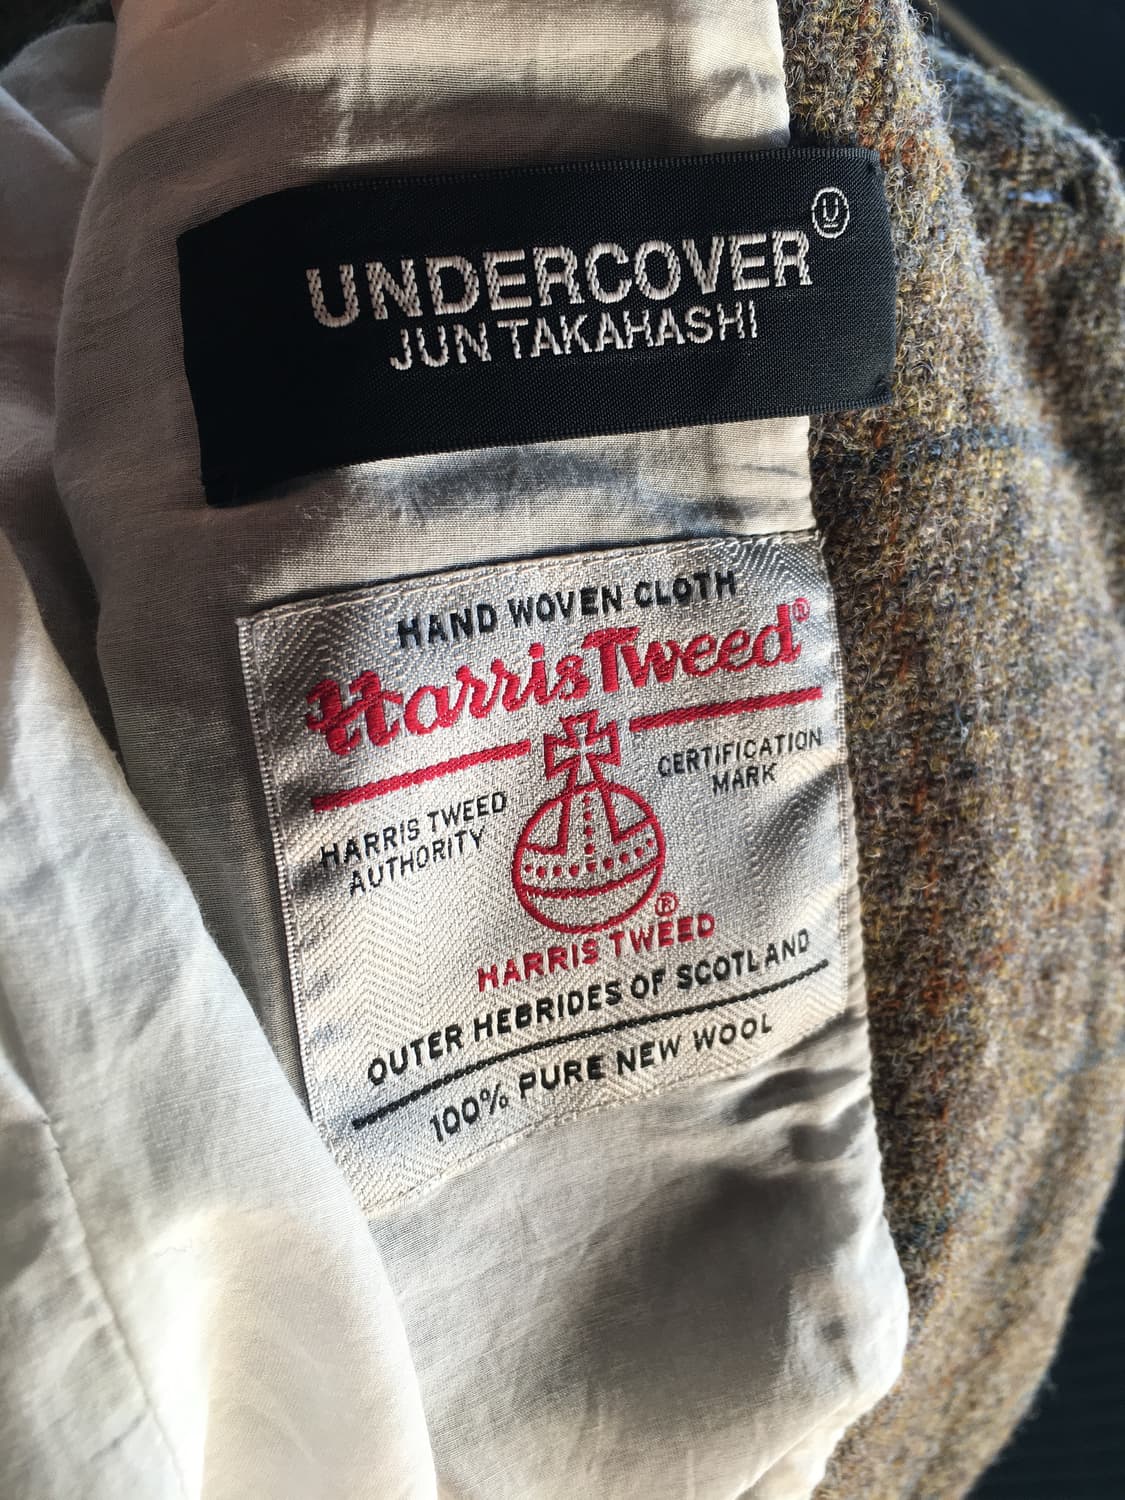 UNDERCOVER
U
JUN TAKAHASHI
HAND WOVEN CLOTH
Harris Tweed®
HARRIS TWEED
AUTHORITY
CERTIFICATION
MARK
®
HARRIS TWEED
OUTER HEBRIDES OF SCOTLAND
100% PURE NEW WOOL